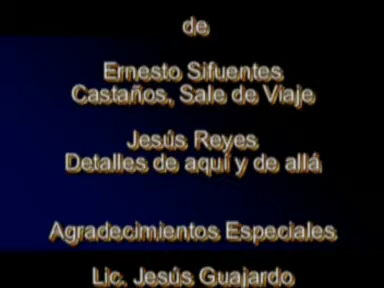 de
Ernesto Sifuentes
Castaños, Sale de Viaje
Jesús Reyes
Detalles de aquí y de allá
Agradecimientos Especiales
Lic. Jesús Guajardo